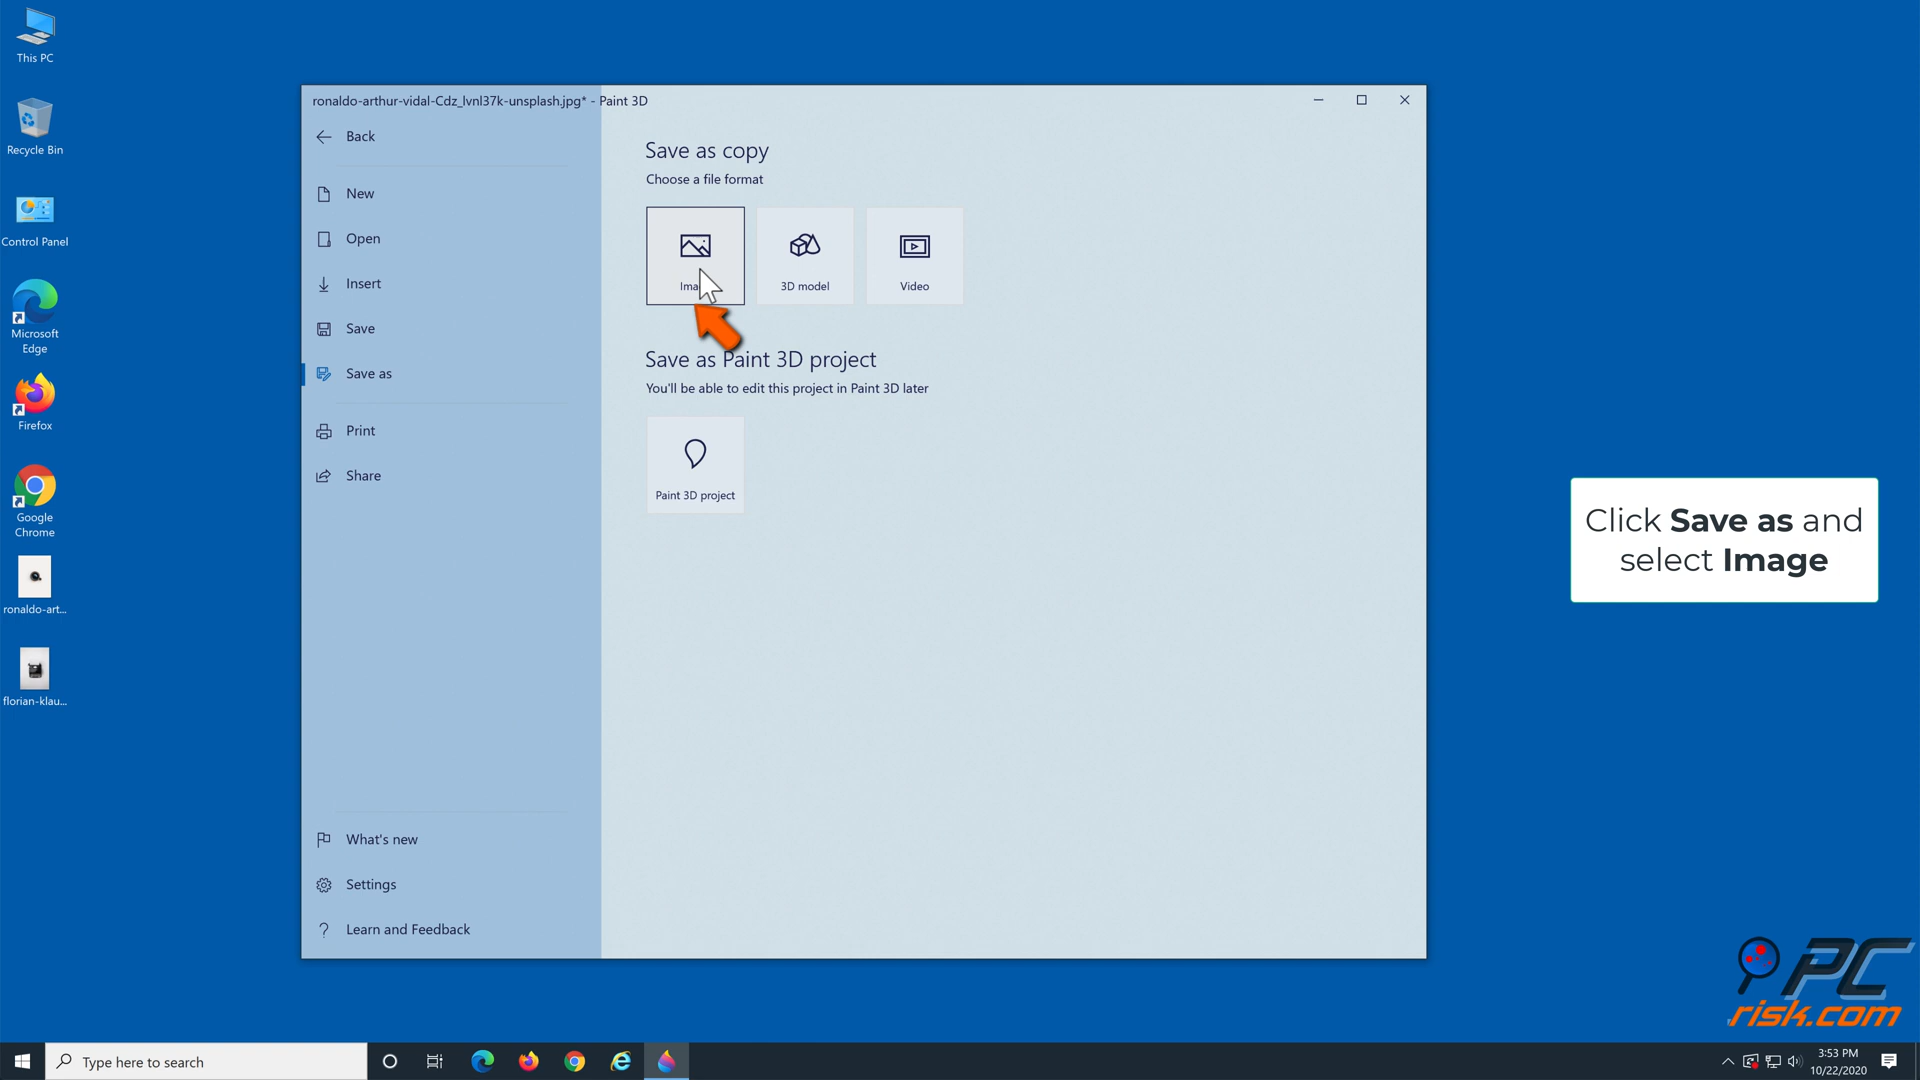 This PC
Recycle Bin
Control Panel
Microsoft
Edge
Firefox
Google
Chrome
ronaldo-art...
florian-klau...
ronaldo-arthur-vidal-Cdz_lvnl37k-unsplash.jpg* - Paint 3D
Back
New
Open
Insert
Save
Save as
Print
Share
What's new
Settings
Learn and Feedback
Save as copy
Choose a file format
3D model
Video
Save as Paint 3D project
You'll be able to edit this project in Paint 3D later
Paint 3D project
Click Save as and
select Image
PC
risk.com
Type here to search
3:53 PM
10/22/2020